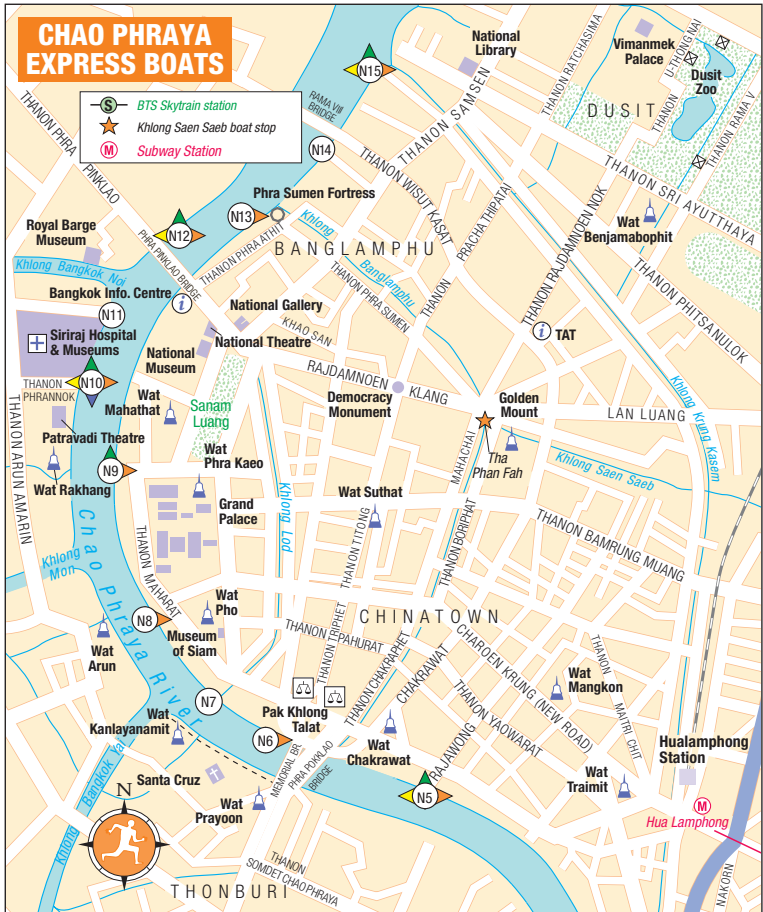 CHAO PHRAYA
EXPRESS BOATS
S
BTS Skytrain station
Khlong Saen Saeb boat stop
M
Subway Station
N15
National
Library
Vimanmek
Palace
Dusit
Zoo
DUSIT
THANON RATCHASIMA
U-THONG NAI
THANON
THANON RAMA V
THANON SAMSEN
RAMA VIII
BRIDGE
N14
THANON PHRA
PINKLAO
Phra Sumen Fortress
THANON WISUT KASAT
THANON SRI AYUTTHAYA
N13
N12
Royal Barge
Museum
PHRA PINKLAO BRIDGE
THANON PHRA ATHIT
BANGLAMPHU
Khlong
Banglamphu
THANON PHRA SUMEN
PRACHA THIPATAI
THANON
THANON RAJDAMNOEN NOK
Wat
Benjamabophit
THANON PHITSANULOK
Khlong Bangkok Noi
Bangkok Info. Centre
i
N11
National Gallery
KHAO SAN
National Theatre
i
TAT
Siriraj Hospital
& Museums
National
Museum
RAJDAMNOEN
KLANG
Democracy
Monument
N10
THANON
PHRANNOK
Wat
Mahathat
Sanam
Luang
Golden
Mount
LAN LUANG
Khlong Krung Kasem
THANON ARUN AMARIN
Patravadi Theatre
Wat
Phra Kaeo
MAHACHAI
Tha
Phan Fah
Khlong Saen Saeb
N9
Wat Rakhang
Grand
Palace
Khlong Lod
Wat Suthat
THANON TITONG
THANON BORIPHAT
THANON BAMRUNG MUANG
Chao Phraya River
Khlong
Mon
THANON MAHARAT
Wat
Pho
CHINATOWN
N8
Museum
of Siam
THANON PAHURAT
THANON TRIPHET
THANON CHAKRAPHET
CHAKRAWAT
CHAROEN KRUNG (NEW ROAD)
THANON
MAITRI CHIT
Wat
Arun
Wat
Mangkon
N7
Pak Khlong
Talat
THANON YAOWARAT
Wat
Kanlayanamit
N6
MEMORIAL BR.
PHRA POKKLAO
BRIDGE
Wat
Chakrawat
RAJAWONG
Hualamphong
Station
Khlong
Bangkok Yai
Santa Cruz
N5
Wat
Traimit
M
Hua Lamphong
N
Wat
Prayoon
THANON
SOMDET CHAO PHRAYA
THONBURI
NAKORN